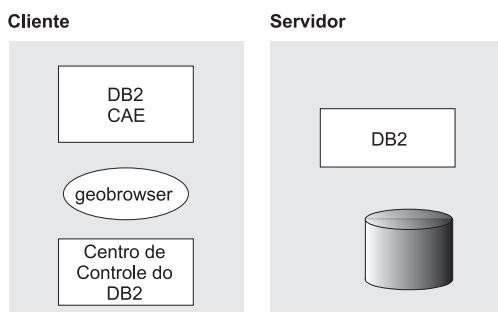 Cliente
DB2
CAE
geobrowser
Centro de
Controle do
DB2
Servidor
DB2